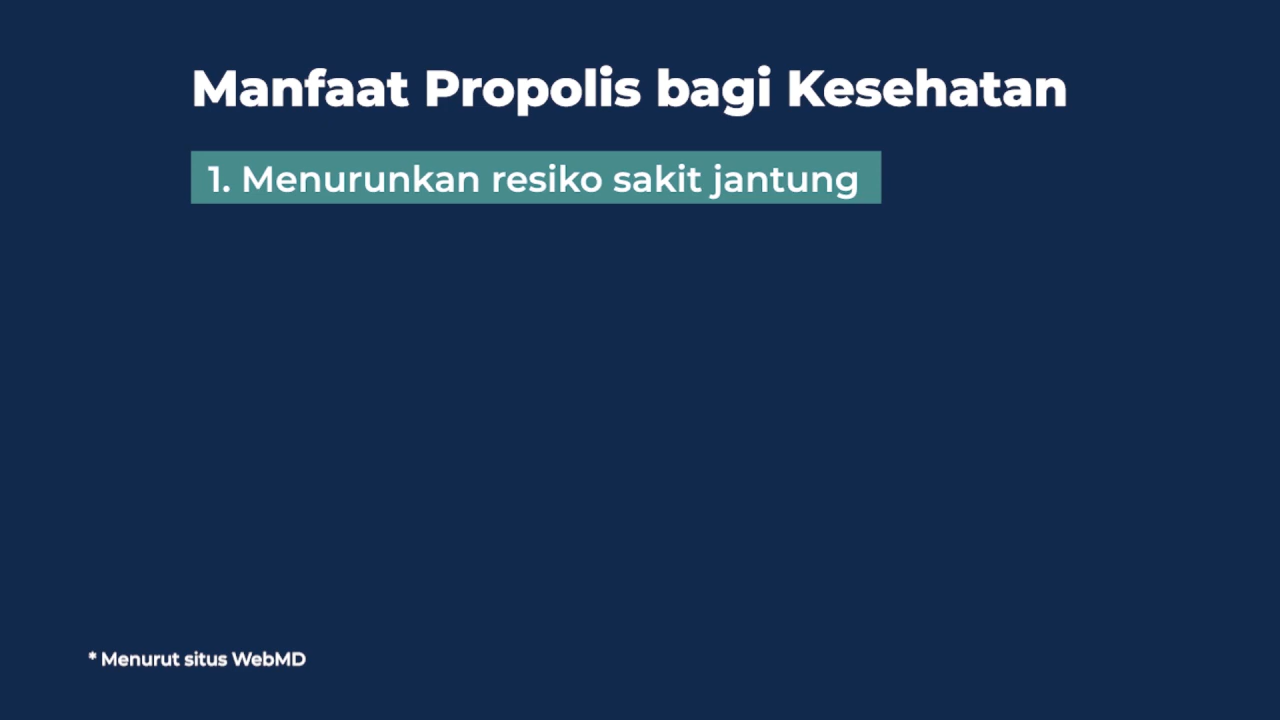 Manfaat Propolis bagi Kesehatan
1. Menurunkan resiko sakit jantung
* Menurut situs WebMD